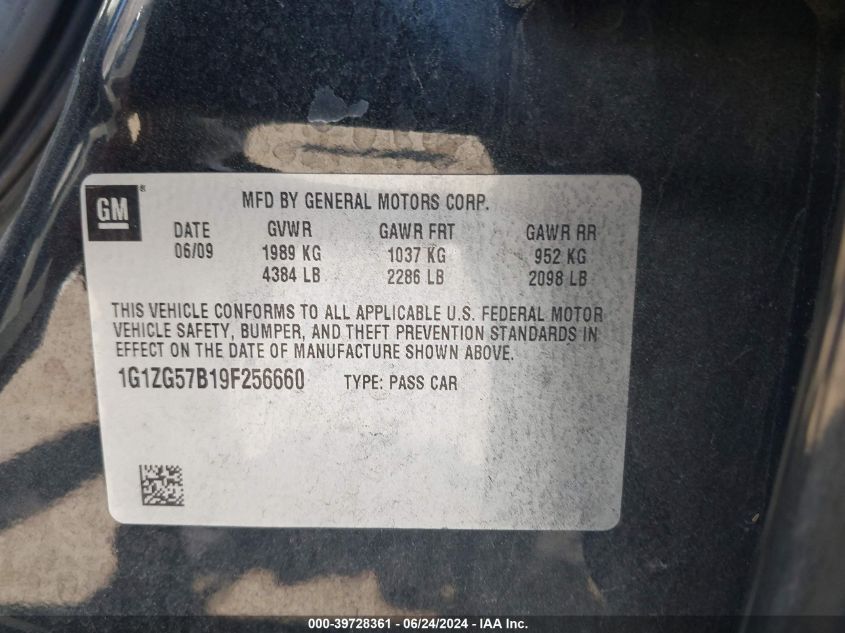 GM ®
MFD BY GENERAL MOTORS CORP.
DATE GVWR GAWR FRT GAWR RR
06/09 1989 KG 1037 KG 952 KG
4384 LB 2286 LB 2098 LB
THIS VEHICLE CONFORMS TO ALL APPLICABLE U.S. FEDERAL MOTOR
VEHICLE SAFETY, BUMPER, AND THEFT PREVENTION STANDARDS IN
EFFECT ON THE DATE OF MANUFACTURE SHOWN ABOVE.
1G1ZG57B19F256660 TYPE: PASS CAR
000-39728361 - 06/24/2024 - IAA Inc.